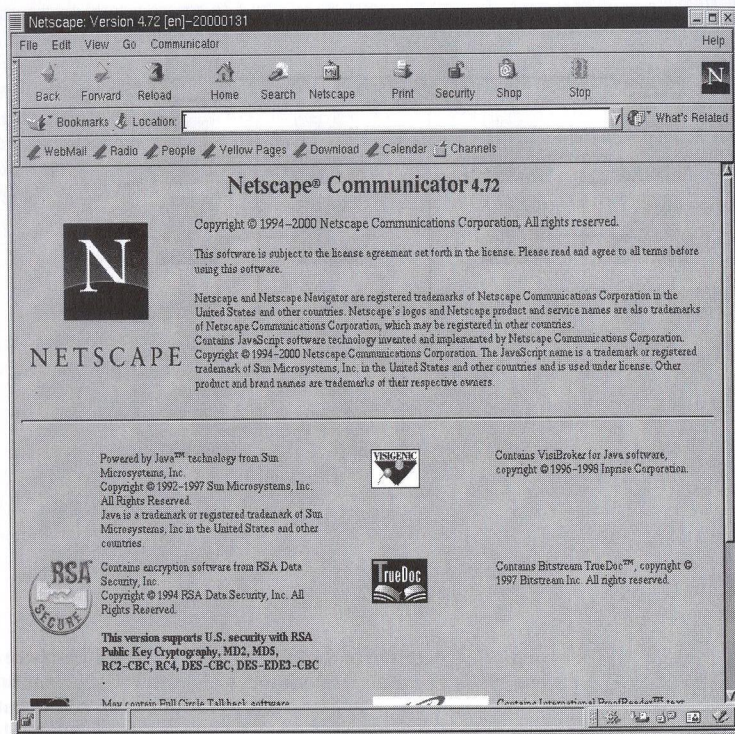 Netscape: Version 4.72 [en]–20000131
File Edit View Go Communicator Help
Back Forward Reload Home Search Netscape Print Security Shop Stop
N
Bookmarks Location: What's Related
WebMail Radio People Yellow Pages Download Calendar Channels
Netscape® Communicator 4.72
Copyright © 1994–2000 Netscape Communications Corporation, All rights reserved.
This software is subject to the license agreement set forth in the license. Please read and agree to all terms before
using this software.
Netscape and Netscape Navigator are registered trademarks of Netscape Communications Corporation in the
United States and other countries. Netscape's logos and Netscape product and service names are also trademarks
of Netscape Communications Corporation, which may be registered in other countries.
Contains JavaScript software technology invented and implemented by Netscape Communications Corporation.
Copyright © 1994–2000 Netscape Communications Corporation. The JavaScript name is a trademark or registered
trademark of Sun Microsystems, Inc. in the United States and other countries and is used under license. Other
product and brand names are trademarks of their respective owners.
N
NETSCAPE
Powered by Java™ technology from Sun
Microsystems, Inc.
Copyright © 1992–1997 Sun Microsystems, Inc.
All Rights Reserved.
Java is a trademark or registered trademark of Sun
Microsystems, Inc in the United States and other
countries.
VISIGENIC
Contains VisiBroker for Java software,
copyright © 1996–1998 Inprise Corporation.
RSA
SECURE
Contains encryption software from RSA Data
Security, Inc.
Copyright © 1994 RSA Data Security, Inc. All
Rights Reserved.
This version supports U.S. security with RSA
Public Key Cryptography, MD2, MD5,
RC2–CBC, RC4, DES–CBC, DES–EDE3–CBC
.
TrueDoc
Contains Bitstream TrueDoc™, copyright ©
1997 Bitstream Inc. All rights reserved.
May contain Full Circle Talkback software
Contains International ProofReader™ text